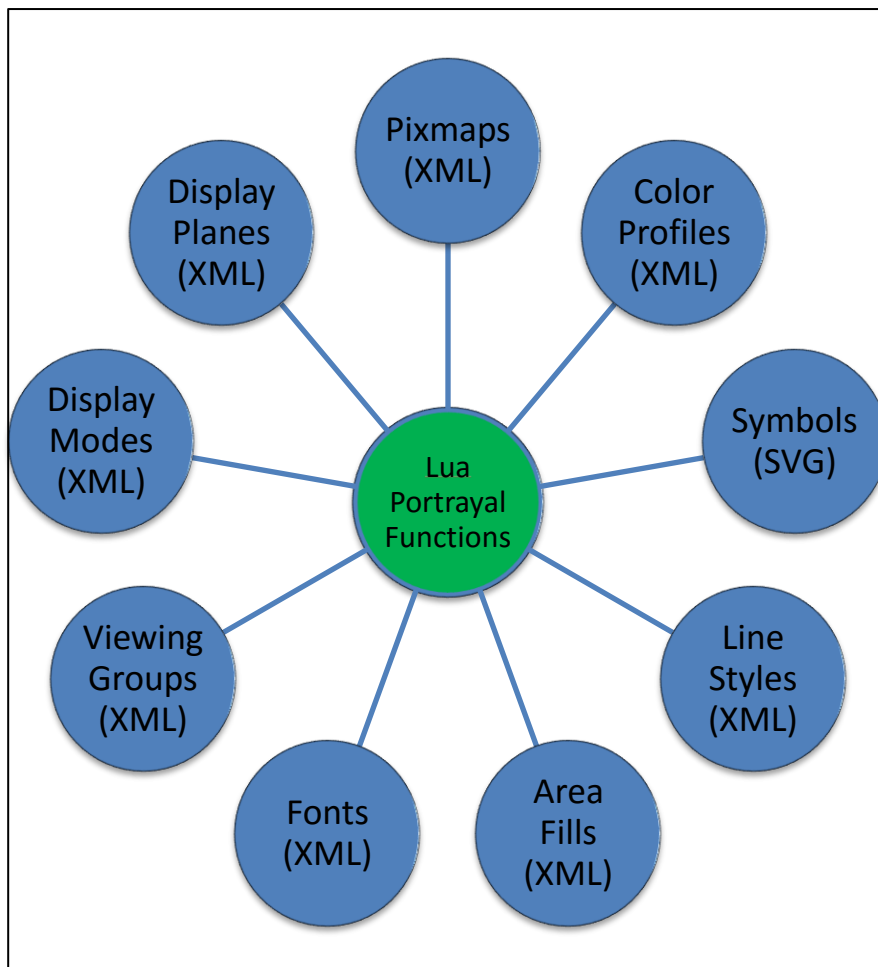 Pixmaps
(XML)
Color
Profiles
(XML)
Symbols
(SVG)
Line
Styles
(XML)
Area
Fills
(XML)
Fonts
(XML)
Viewing
Groups
(XML)
Display
Modes
(XML)
Display
Planes
(XML)
Lua
Portrayal
Functions